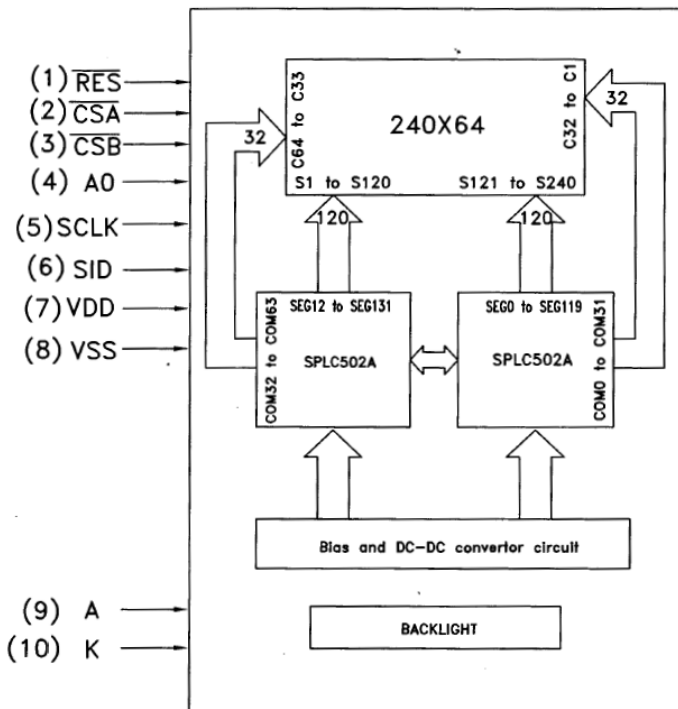 (1) RES
(2) CSA
(3) CSB
(4) A0
(5) SCLK
(6) SID
(7) VDD
(8) VSS
(9) A
(10) K
C64 to C33
240X64
C32 to C1
32
32
S1 to S120
S121 to S240
120
120
COM32 to COM63
SEG12 to SEG131
SPLC502A
SEG0 to SEG119
SPLC502A
COM0 to COM31
Bias and DC-DC convertor circuit
BACKLIGHT